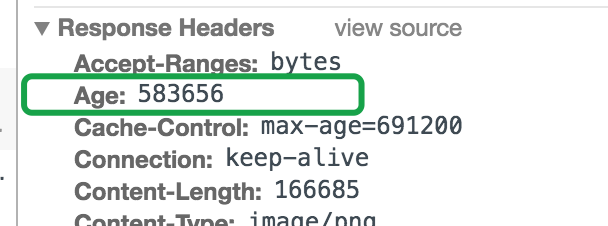 ▼ Response Headers view source
Accept-Ranges: bytes
Age: 583656
Cache-Control: max-age=691200
Connection: keep-alive
Content-Length: 166685
Content-Type: image/png